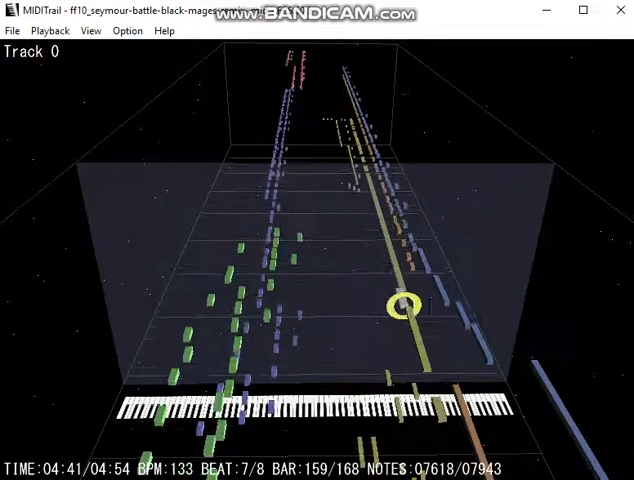 MIDITrail - ff10_seymour-battle-black-mages-remix
www.BANDICAM.com
File Playback View Option Help
Track 0
TIME:04:41/04:54 BPM:133 BEAT:7/8 BAR:159/168 NOTES:07618/07943